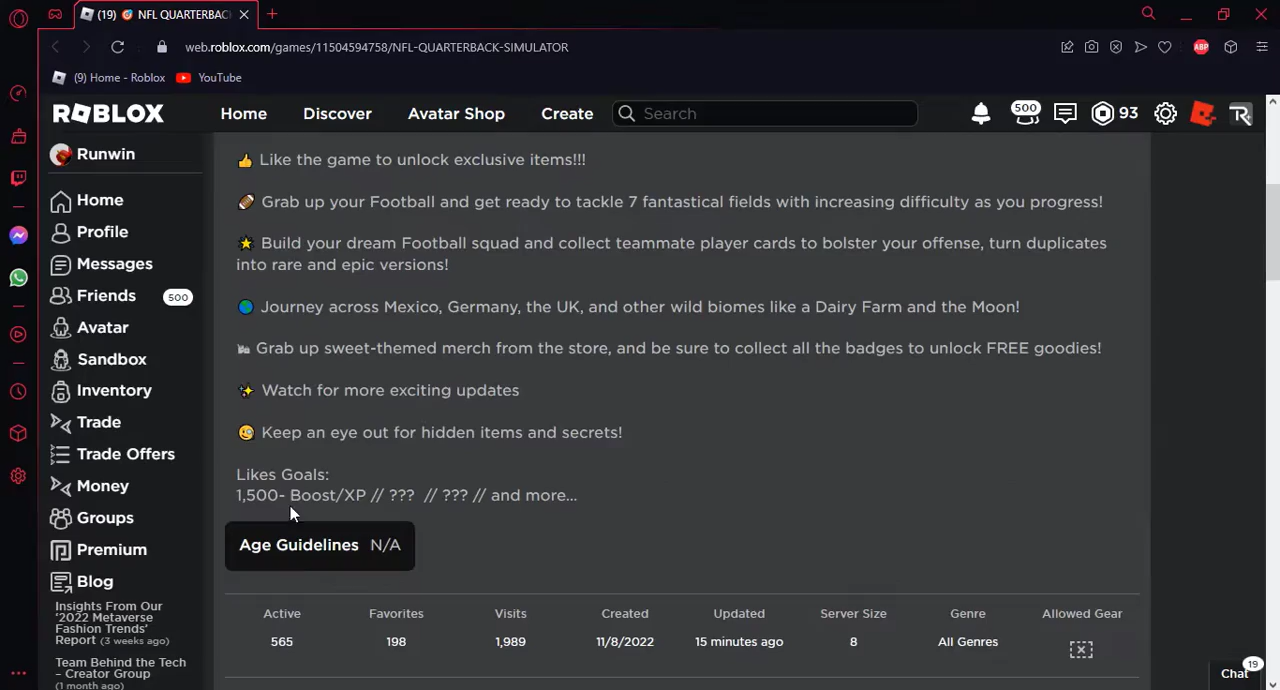 (19) 🎯 NFL QUARTERBAC
web.roblox.com/games/11504594758/NFL-QUARTERBACK-SIMULATOR
ABP
(9) Home - Roblox
YouTube
ROBLOX
Home
Discover
Avatar Shop
Create
Search
500
93
Runwin
Home
Profile
Messages
Friends
500
Avatar
Sandbox
Inventory
Trade
Trade Offers
Money
Groups
Premium
Blog
Insights From Our
'2022 Metaverse
Fashion Trends'
Report (3 weeks ago)
Team Behind the Tech
– Creator Group
(1 month ago)
👍 Like the game to unlock exclusive items!!!
🏈 Grab up your Football and get ready to tackle 7 fantastical fields with increasing difficulty as you progress!
🌟 Build your dream Football squad and collect teammate player cards to bolster your offense, turn duplicates
into rare and epic versions!
🌎 Journey across Mexico, Germany, the UK, and other wild biomes like a Dairy Farm and the Moon!
🛍 Grab up sweet-themed merch from the store, and be sure to collect all the badges to unlock FREE goodies!
✨ Watch for more exciting updates
🧐 Keep an eye out for hidden items and secrets!
Likes Goals:
1,500- Boost/XP // ??? // ??? // and more...
Age Guidelines N/A
Active Favorites Visits Created Updated Server Size Genre Allowed Gear
565 198 1,989 11/8/2022 15 minutes ago 8 All Genres
Chat
19